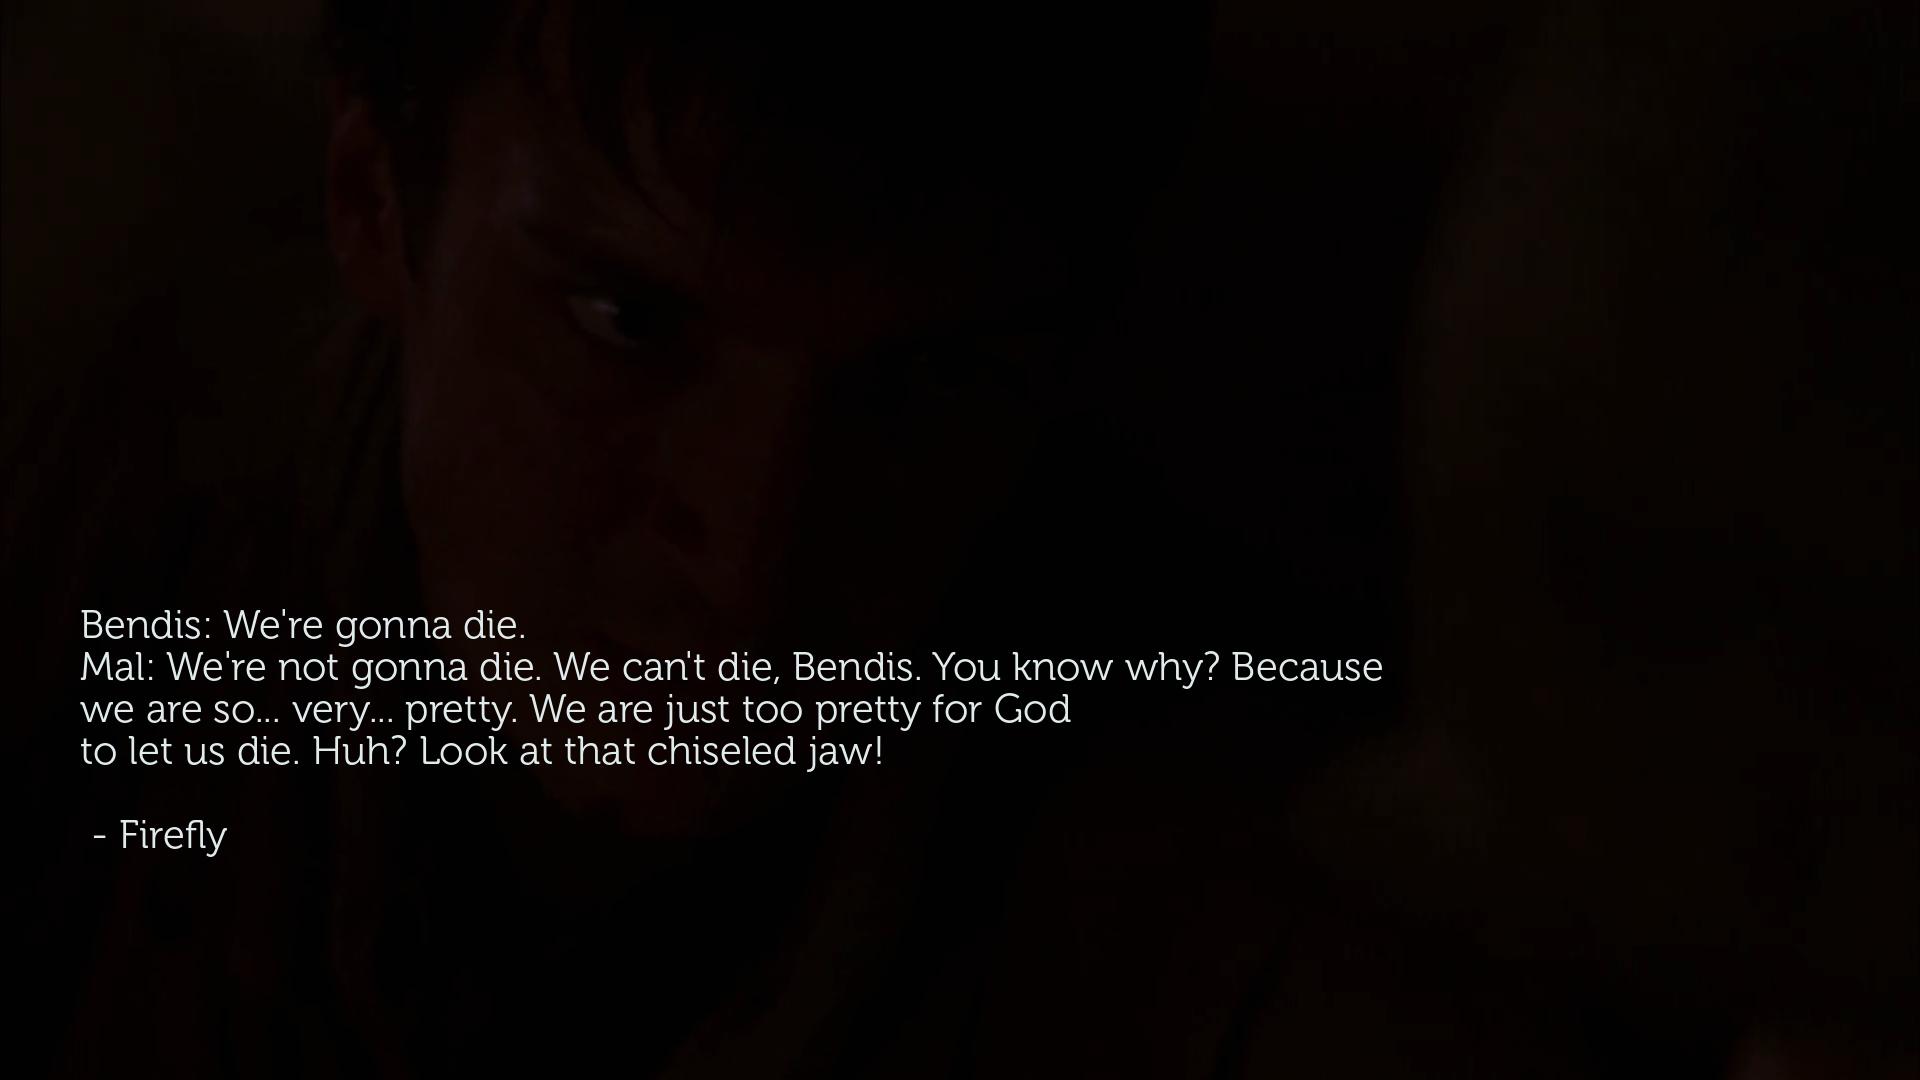 Bendis: We're gonna die.
Mal: We're not gonna die. We can't die, Bendis. You know why? Because
we are so... very... pretty. We are just too pretty for God
to let us die. Huh? Look at that chiseled jaw!
- Firefly